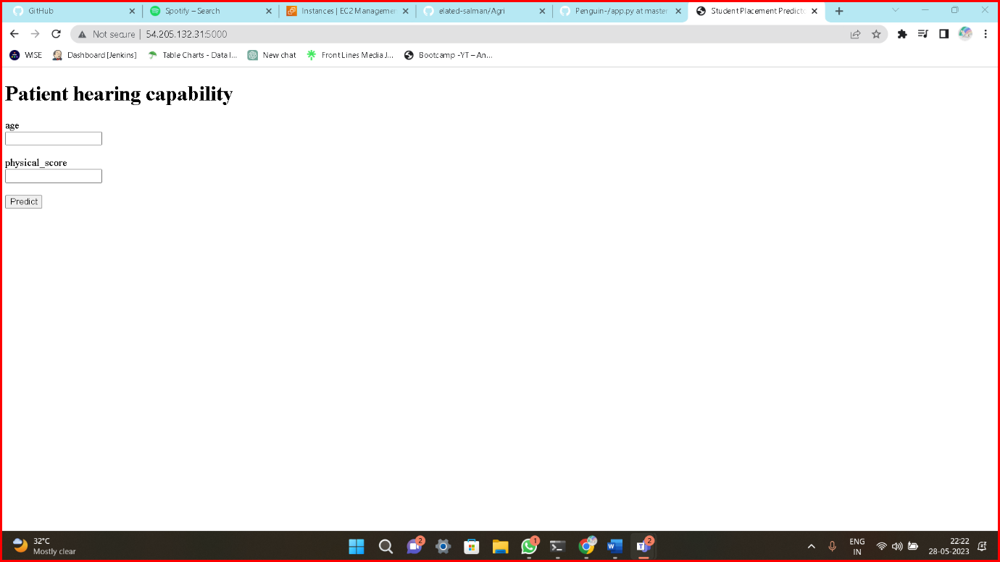 GitHub
Spotify – Search
Instances | EC2 Managemen
elated-salman/Agri
Penguin-/app.py at master
Student Placement Predicto
Not secure | 54.205.132.31:5000
WISE
Dashboard [Jenkins]
Table Charts - Data I...
New chat
Front Lines Media J...
Bootcamp -YT – An...
Patient hearing capability
age
physical_score
Predict
32°C
Mostly clear
2
1
2
ENG
IN
22:22
28-05-2023